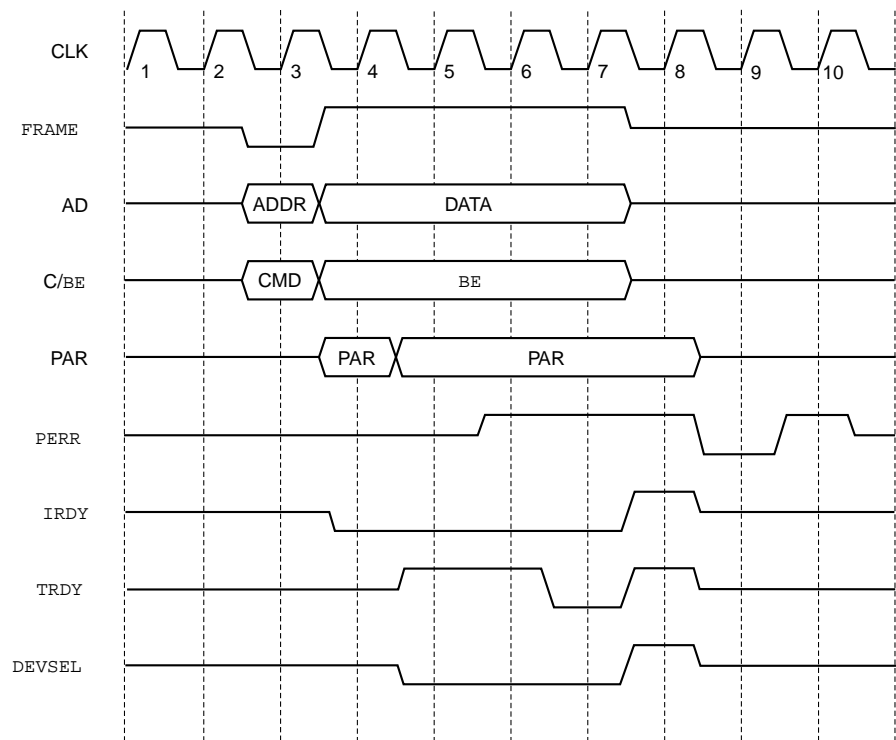 CLK
1 2 3 4 5 6 7 8 9 10
FRAME
AD ADDR DATA
C/BE CMD BE
PAR PAR PAR
PERR
IRDY
TRDY
DEVSEL